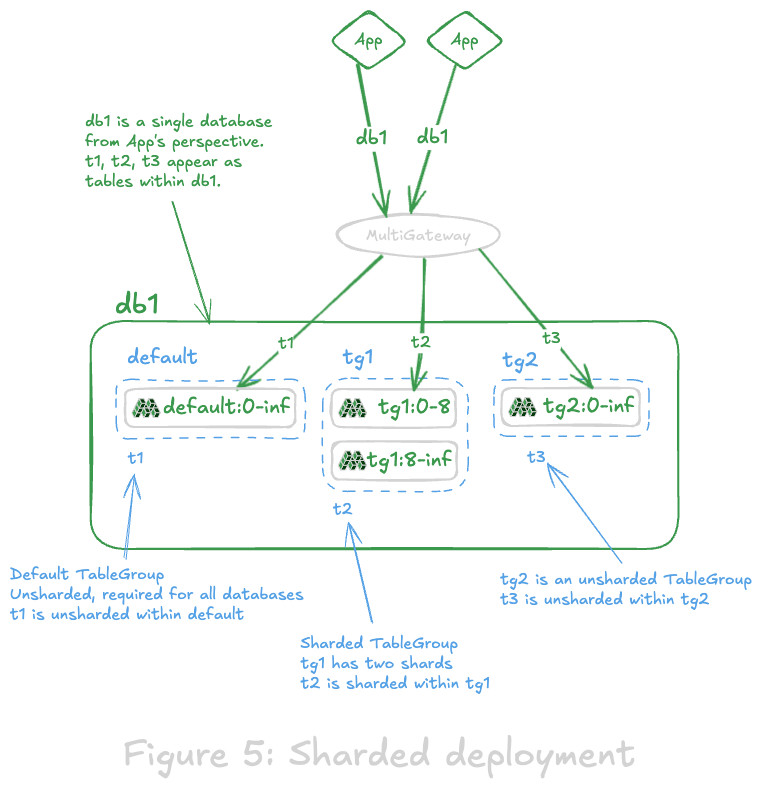 App
App
db1 is a single database
from App's perspective.
t1, t2, t3 appear as
tables within db1.
db1
db1
MultiGateway
db1
t1
t2
t3
default
tg1
tg2
default:0-inf
tg1:0-8
tg2:0-inf
tg1:8-inf
t1
t3
t2
Default TableGroup
Unsharded, required for all databases
t1 is unsharded within default
tg2 is an unsharded TableGroup
t3 is unsharded within tg2
Sharded TableGroup
tg1 has two shards
t2 is sharded within tg1
Figure 5: Sharded deployment